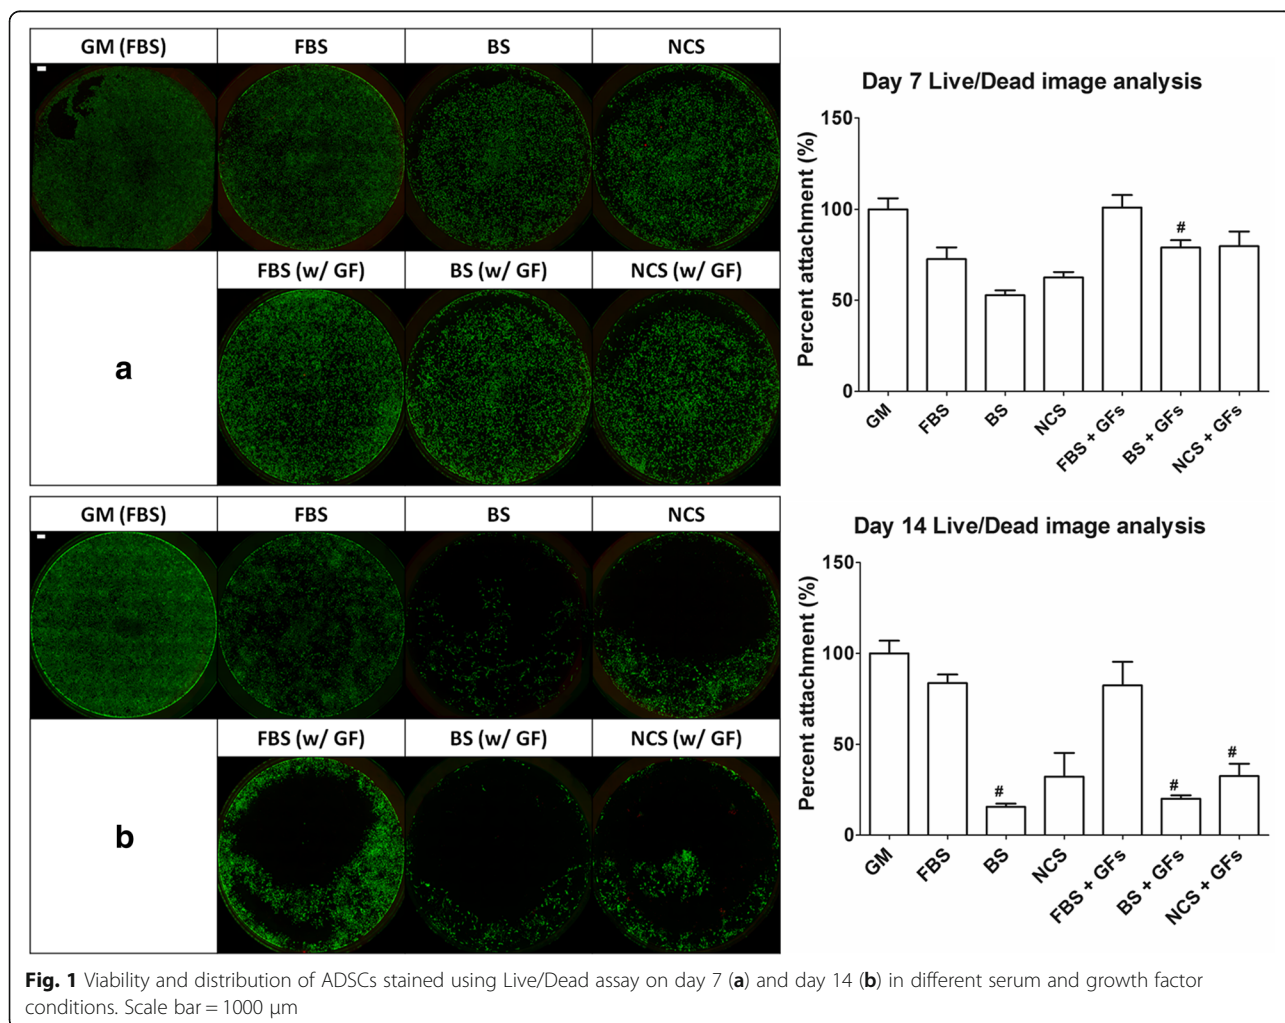 GM (FBS) FBS BS NCS
FBS (w/ GF) BS (w/ GF) NCS (w/ GF)
a
Day 7 Live/Dead image analysis
Percent attachment (%)
150
100
50
0
#
GM FBS BS NCS FBS + GFs BS + GFs NCS + GFs
GM (FBS) FBS BS NCS
FBS (w/ GF) BS (w/ GF) NCS (w/ GF)
b
Day 14 Live/Dead image analysis
Percent attachment (%)
150
100
50
0
# # #
GM FBS BS NCS FBS + GFs BS + GFs NCS + GFs
Fig. 1 Viability and distribution of ADSCs stained using Live/Dead assay on day 7 (a) and day 14 (b) in different serum and growth factor
conditions. Scale bar = 1000 μm